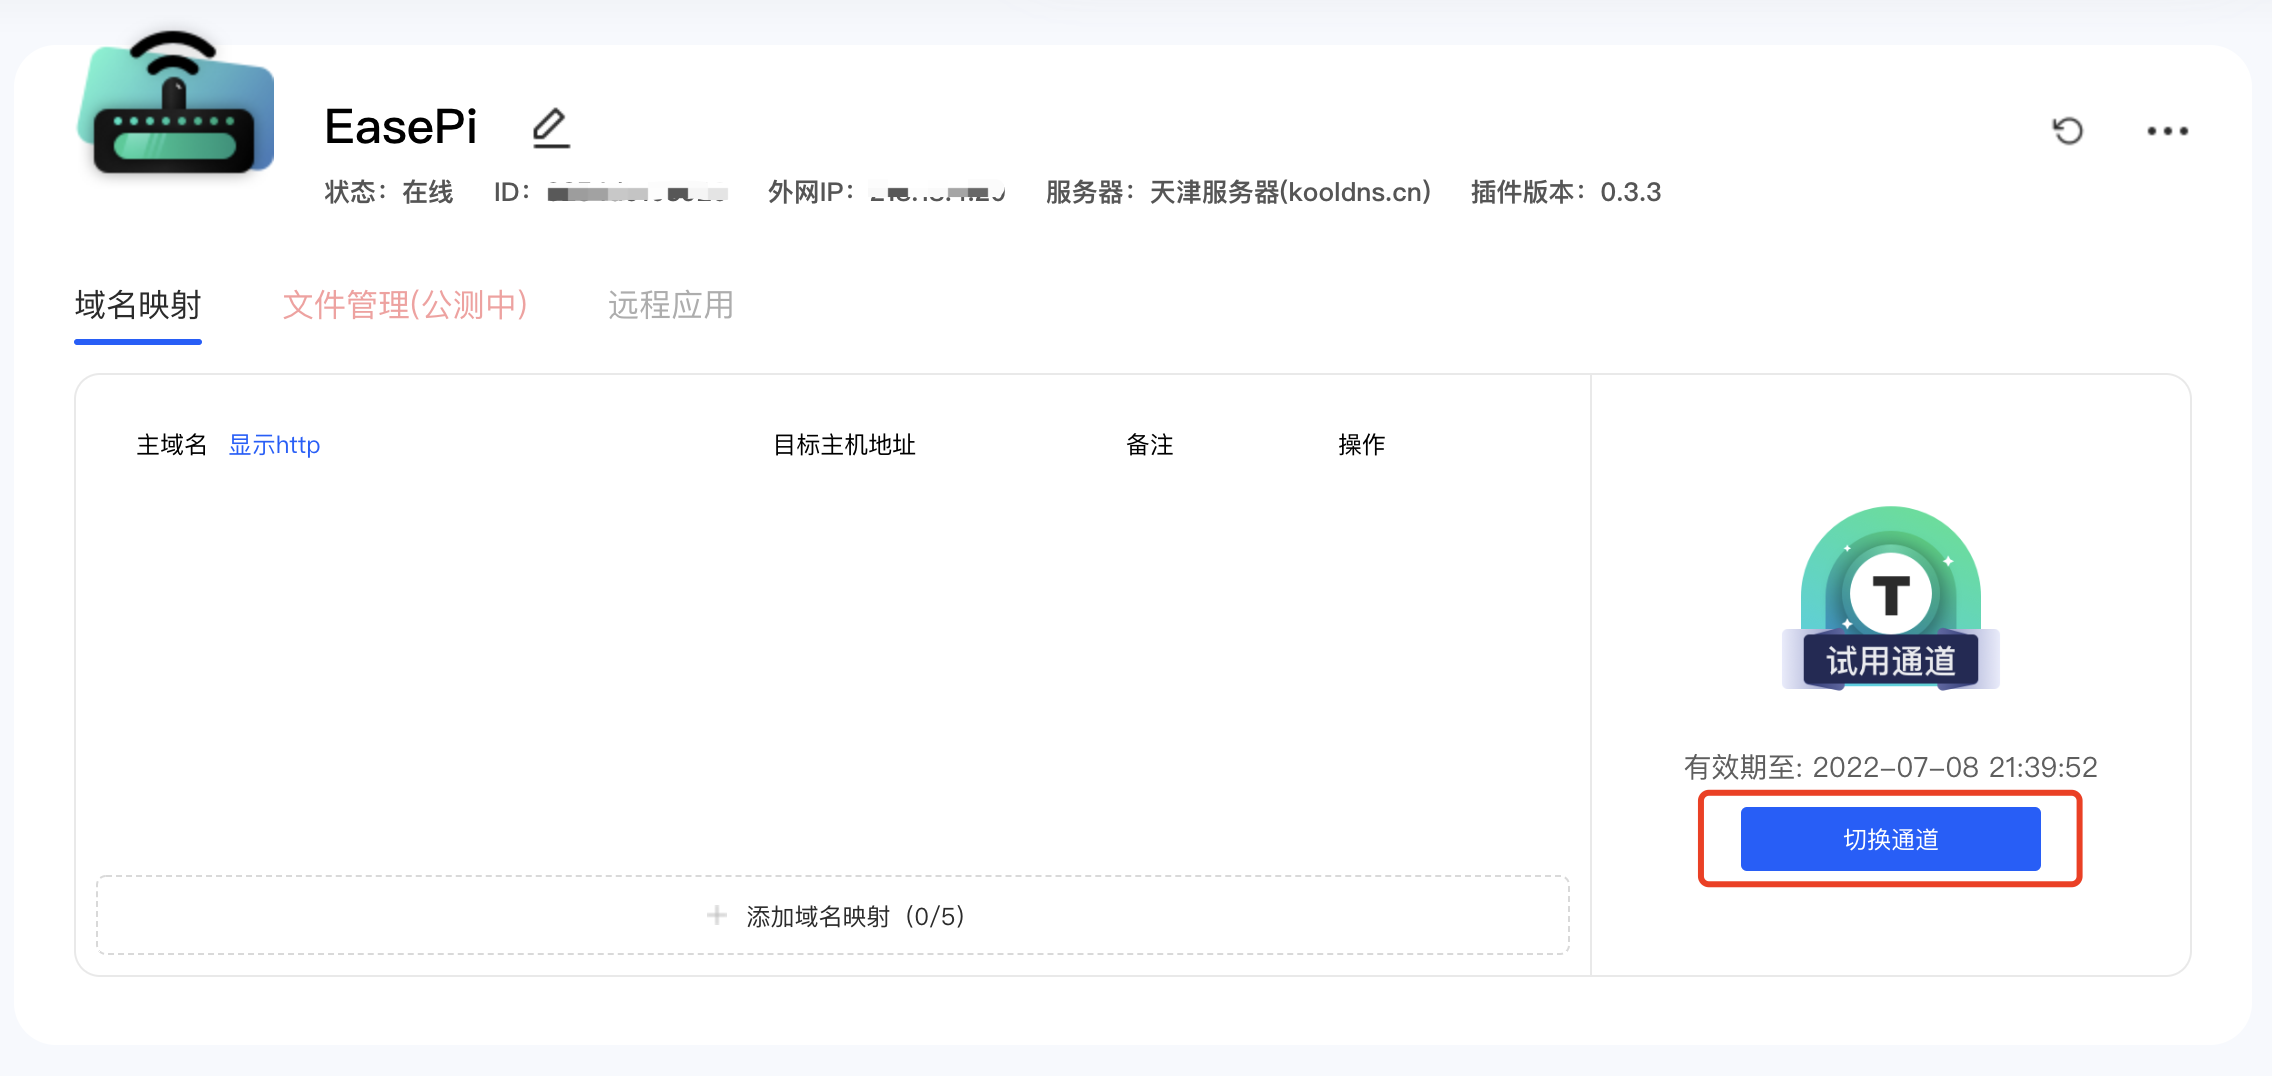 EasePi
状态：在线 ID： 外网IP： 服务器：天津服务器(kooldns.cn) 插件版本：0.3.3
域名映射 文件管理(公测中) 远程应用
主域名 显示http 目标主机地址 备注 操作
T
试用通道
有效期至: 2022-07-08 21:39:52
切换通道
添加域名映射（0/5）